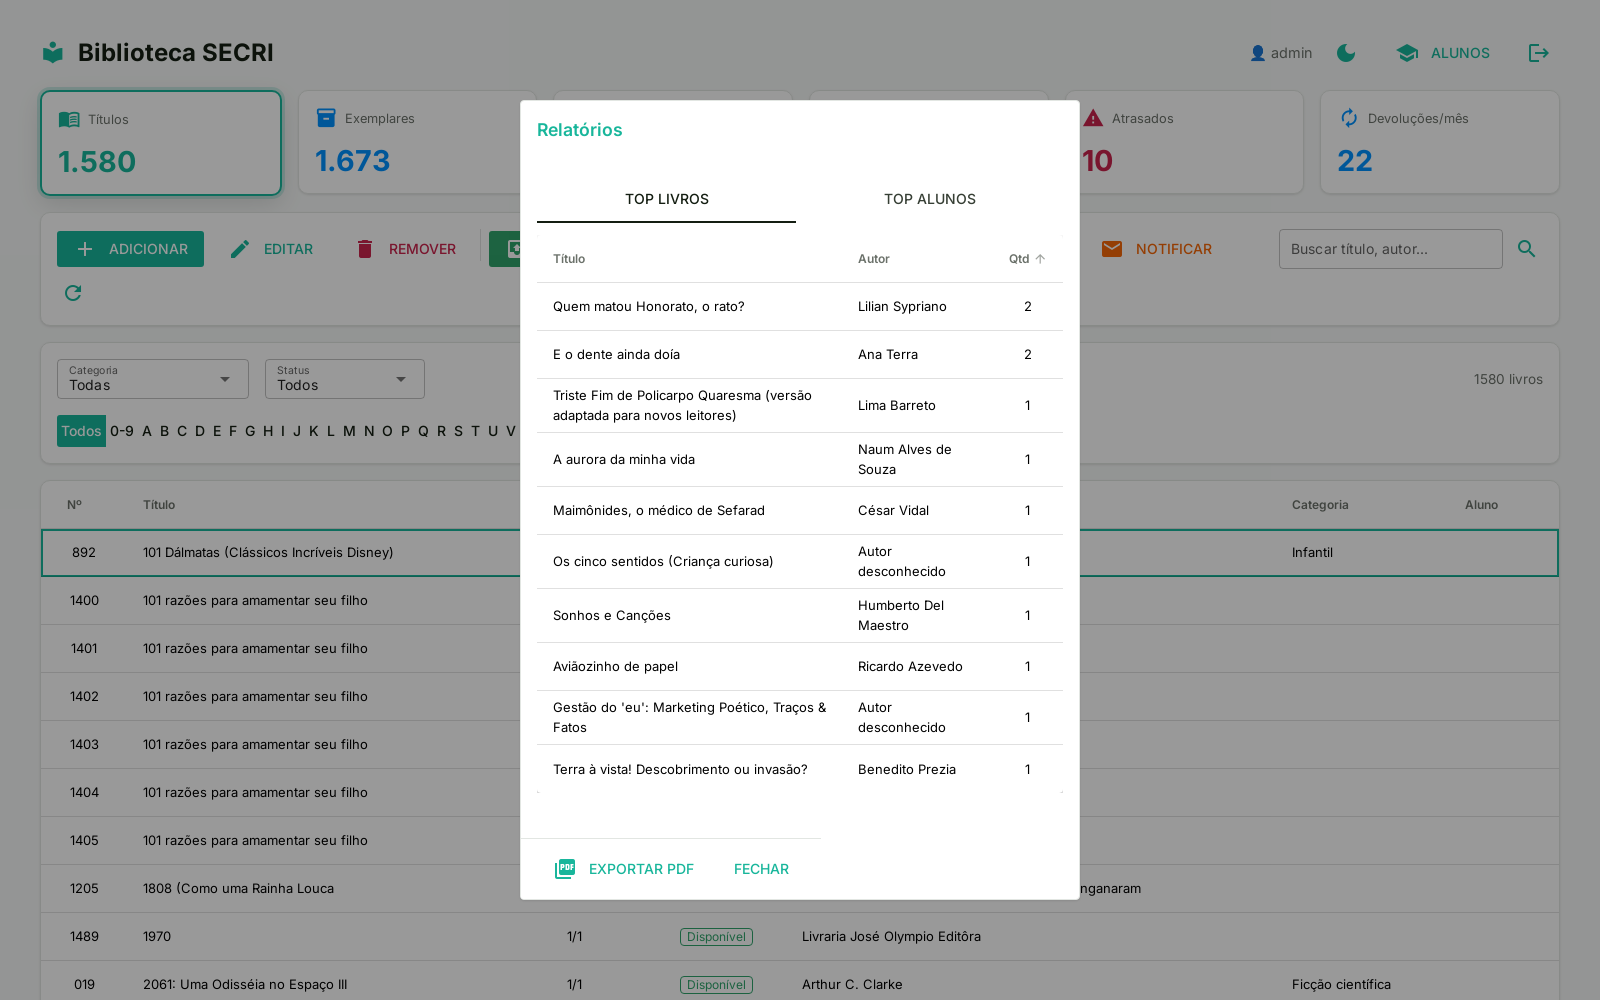 Biblioteca SECRI
admin
ALUNOS
Títulos
1.580
Exemplares
1.673
Atrasados
10
Devoluções/mês
22
ADICIONAR
EDITAR
REMOVER
NOTIFICAR
Buscar título, autor...
Categoria
Todas
Status
Todos
1580 livros
Todos 0-9 A B C D E F G H I J K L M N O P Q R S T U V
Nº Título Categoria Aluno
892 101 Dálmatas (Clássicos Incríveis Disney) Infantil
1400 101 razões para amamentar seu filho
1401 101 razões para amamentar seu filho
1402 101 razões para amamentar seu filho
1403 101 razões para amamentar seu filho
1404 101 razões para amamentar seu filho
1405 101 razões para amamentar seu filho
1205 1808 (Como uma Rainha Louca nganaram
1489 1970 1/1 Disponível Livraria José Olympio Editôra
019 2061: Uma Odisséia no Espaço III 1/1 Disponível Arthur C. Clarke Ficção científica
Relatórios
TOP LIVROS TOP ALUNOS
Título Autor Qtd
Quem matou Honorato, o rato? Lilian Sypriano 2
E o dente ainda doía Ana Terra 2
Triste Fim de Policarpo Quaresma (versão
adaptada para novos leitores) Lima Barreto 1
A aurora da minha vida Naum Alves de
Souza 1
Maimônides, o médico de Sefarad César Vidal 1
Os cinco sentidos (Criança curiosa) Autor
desconhecido 1
Sonhos e Canções Humberto Del
Maestro 1
Aviãozinho de papel Ricardo Azevedo 1
Gestão do 'eu': Marketing Poético, Traços &
Fatos Autor
desconhecido 1
Terra à vista! Descobrimento ou invasão? Benedito Prezia 1
PDF EXPORTAR PDF FECHAR